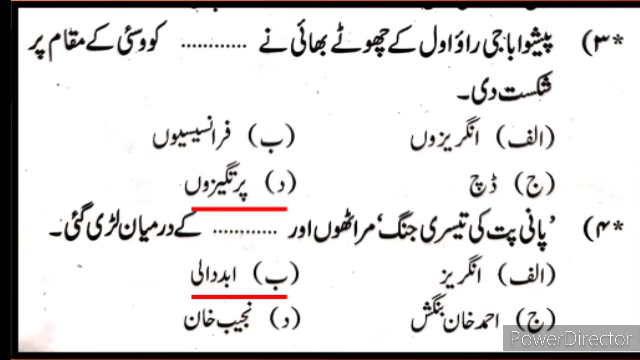 *۳) پیشوا باجی راؤ اول کے چھوٹے بھائی نے ............ کو وسئی کے مقام پر
شکست دی۔
(الف) انگریزوں (ب) فرانسیسیوں
(ج) ڈچ (د) پرتگیزوں
*۴) 'پانی پت کی تیسری جنگ' مراٹھوں اور ............ کے درمیان لڑی گئی۔
(الف) انگریز (ب) ابدالی
(ج) احمد خان بنگش (د) نجیب خان
PowerDirector